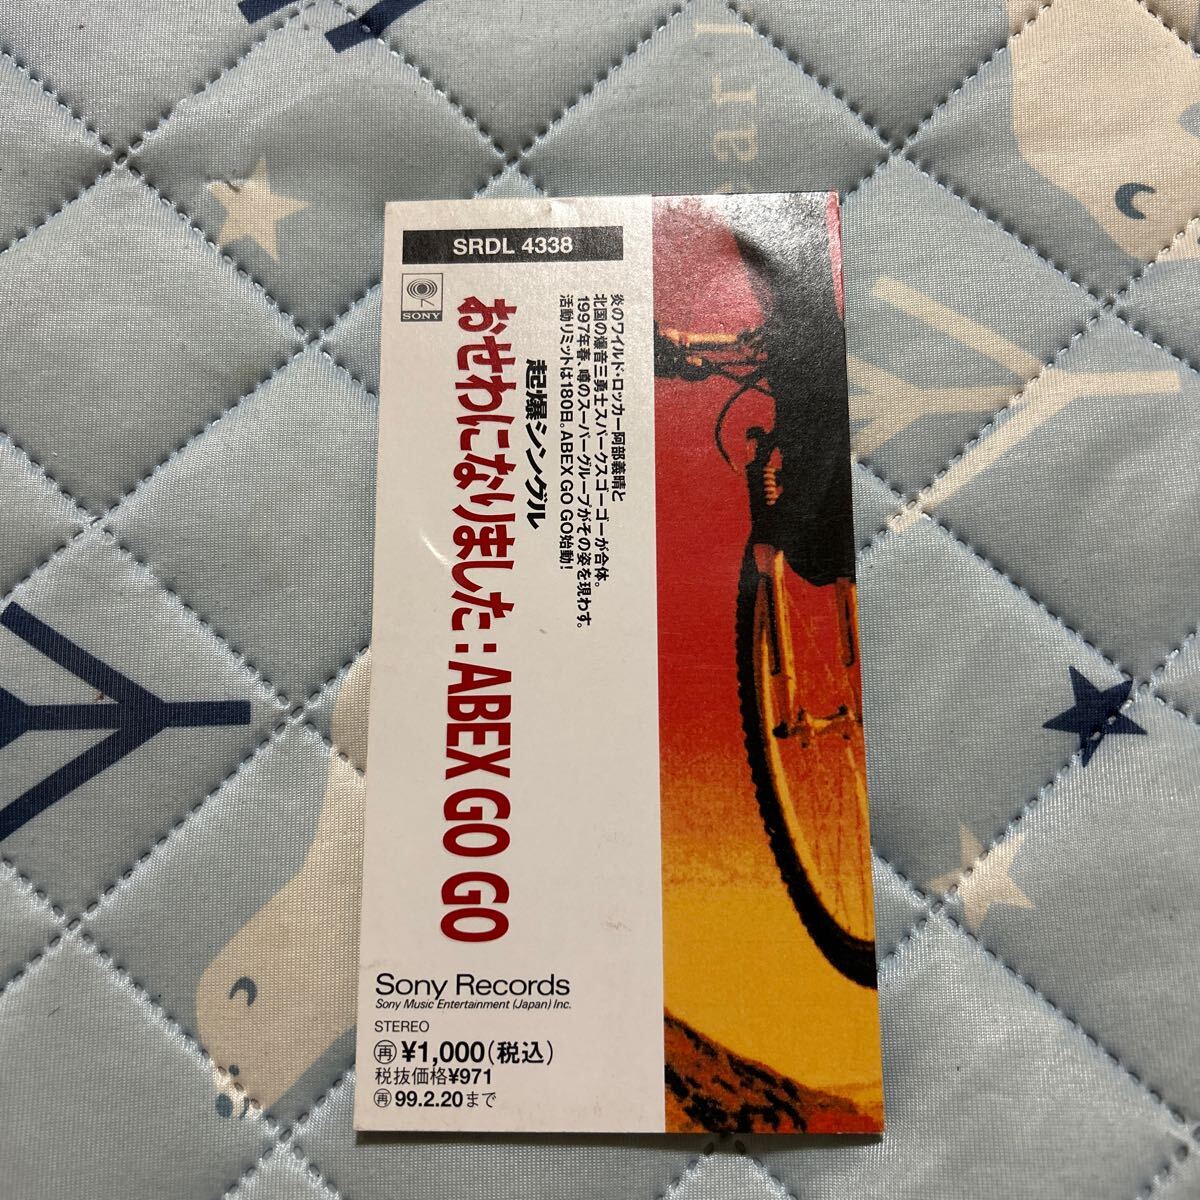 SRDL 4338
SONY
炎のワイルド・ロッカー阿部義晴と
北国の爆音三勇士スパークスゴーゴーが合体。
1997年春、噂のスーパーグループがその姿を現わす。
活動リミットは180日。ABEX GO GO始動!
起爆シングル
おせわになりました:ABEX GO GO
Sony Records
Sony Music Entertainment (Japan) Inc.
STEREO
再 ¥1,000(税込)
税抜価格¥971
再 99.2.20まで